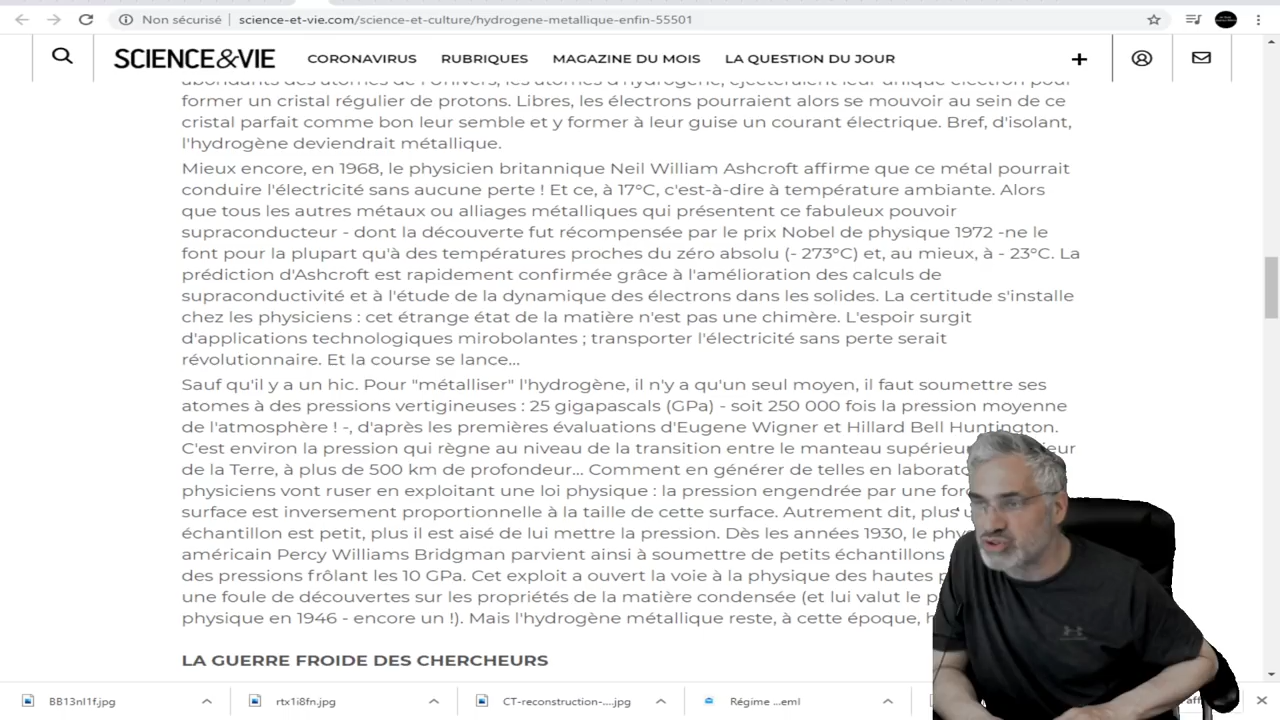 Non sécurisé
science-et-vie.com/science-et-culture/hydrogene-metallique-enfin-55501
SCIENCE&VIE
CORONAVIRUS
RUBRIQUES
MAGAZINE DU MOIS
LA QUESTION DU JOUR
abondants des atomes de l'Univers, les atomes d'hydrogène, éjecteraient leur unique électron pour
former un cristal régulier de protons. Libres, les électrons pourraient alors se mouvoir au sein de ce
cristal parfait comme bon leur semble et y former à leur guise un courant électrique. Bref, d'isolant,
l'hydrogène deviendrait métallique.
Mieux encore, en 1968, le physicien britannique Neil William Ashcroft affirme que ce métal pourrait
conduire l'électricité sans aucune perte ! Et ce, à 17°C, c'est-à-dire à température ambiante. Alors
que tous les autres métaux ou alliages métalliques qui présentent ce fabuleux pouvoir
supraconducteur - dont la découverte fut récompensée par le prix Nobel de physique 1972 -ne le
font pour la plupart qu'à des températures proches du zéro absolu (- 273°C) et, au mieux, à - 23°C. La
prédiction d'Ashcroft est rapidement confirmée grâce à l'amélioration des calculs de
supraconductivité et à l'étude de la dynamique des électrons dans les solides. La certitude s'installe
chez les physiciens : cet étrange état de la matière n'est pas une chimère. L'espoir surgit
d'applications technologiques mirobolantes ; transporter l'électricité sans perte serait
révolutionnaire. Et la course se lance...
Sauf qu'il y a un hic. Pour "métalliser" l'hydrogène, il n'y a qu'un seul moyen, il faut soumettre ses
atomes à des pressions vertigineuses : 25 gigapascals (GPa) - soit 250 000 fois la pression moyenne
de l'atmosphère ! -, d'après les premières évaluations d'Eugene Wigner et Hillard Bell Huntington.
C'est environ la pression qui règne au niveau de la transition entre le manteau supérieur
de la Terre, à plus de 500 km de profondeur... Comment en générer de telles en
physiciens vont ruser en exploitant une loi physique : la pression engendrée par une
surface est inversement proportionnelle à la taille de cette surface. Autrement dit, plus
échantillon est petit, plus il est aisé de lui mettre la pression. Dès les années 1930, le
américain Percy Williams Bridgman parvient ainsi à soumettre de petits échantillons
des pressions frôlant les 10 GPa. Cet exploit a ouvert la voie à la physique des hautes
une foule de découvertes sur les propriétés de la matière condensée (et lui valut le
physique en 1946 - encore un !). Mais l'hydrogène métallique reste, à cette époque,
LA GUERRE FROIDE DES CHERCHEURS
BB13nI1f.jpg
rtx1i8fn.jpg
CT-reconstruction-....jpg
Régime ...eml